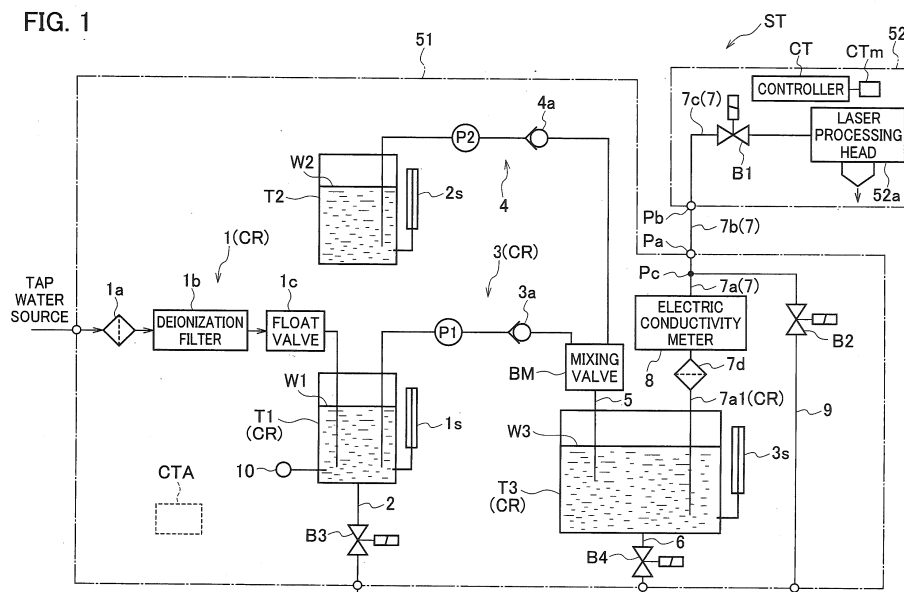 FIG. 1
ST
51
52
CT
CTm
CONTROLLER
7c(7)
LASER
PROCESSING
HEAD
B1
52a
4a
P2
W2
T2
2s
4
Pb
7b(7)
Pa
Pc
7a(7)
1(CR)
3(CR)
TAP
WATER
SOURCE
1a
1b
DEIONIZATION
FILTER
1c
FLOAT
VALVE
3a
P1
ELECTRIC
CONDUCTIVITY
METER
B2
8
7d
BM
MIXING
VALVE
5
7a1(CR)
9
W1
T1
(CR)
1s
W3
3s
10
T3
(CR)
CTA
2
B3
6
B4